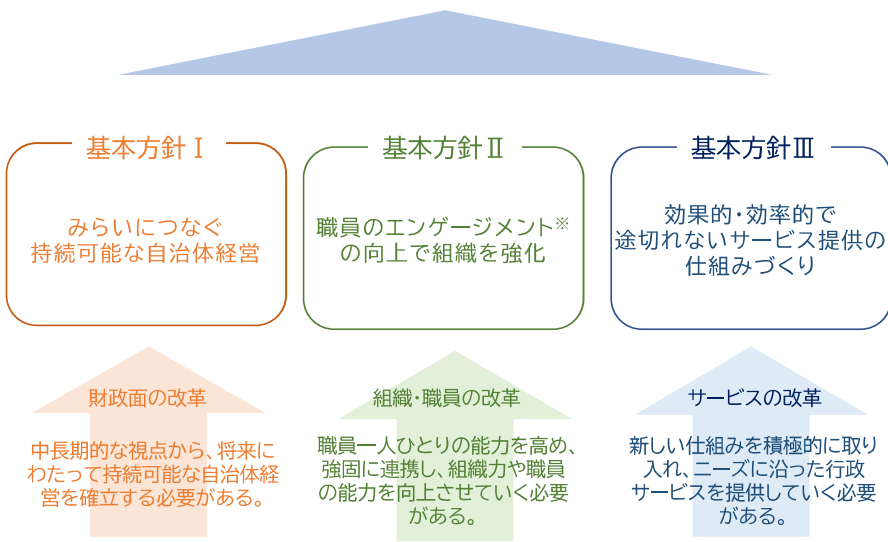 基本方針Ⅰ
みらいにつなぐ
持続可能な自治体経営
財政面の改革
中長期的な視点から、将来に
わたって持続可能な自治体経
営を確立する必要がある。
基本方針Ⅱ
職員のエンゲージメント※
の向上で組織を強化
組織・職員の改革
職員一人ひとりの能力を高め、
強固に連携し、組織力や職員
の能力を向上させていく必要
がある。
基本方針Ⅲ
効果的・効率的で
途切れないサービス提供の
仕組みづくり
サービスの改革
新しい仕組みを積極的に取り
入れ、ニーズに沿った行政
サービスを提供していく必要
がある。